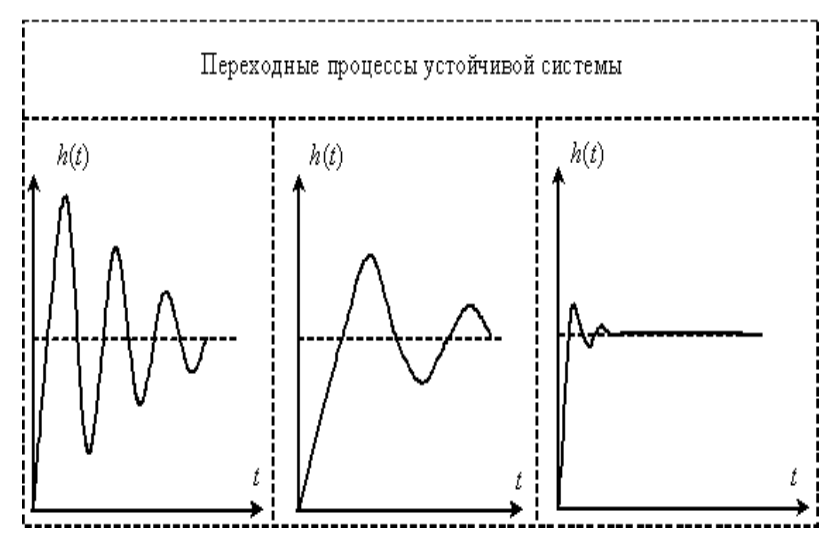 Переходные процессы устойчивой системы
h(t)
h(t)
h(t)
t
t
t